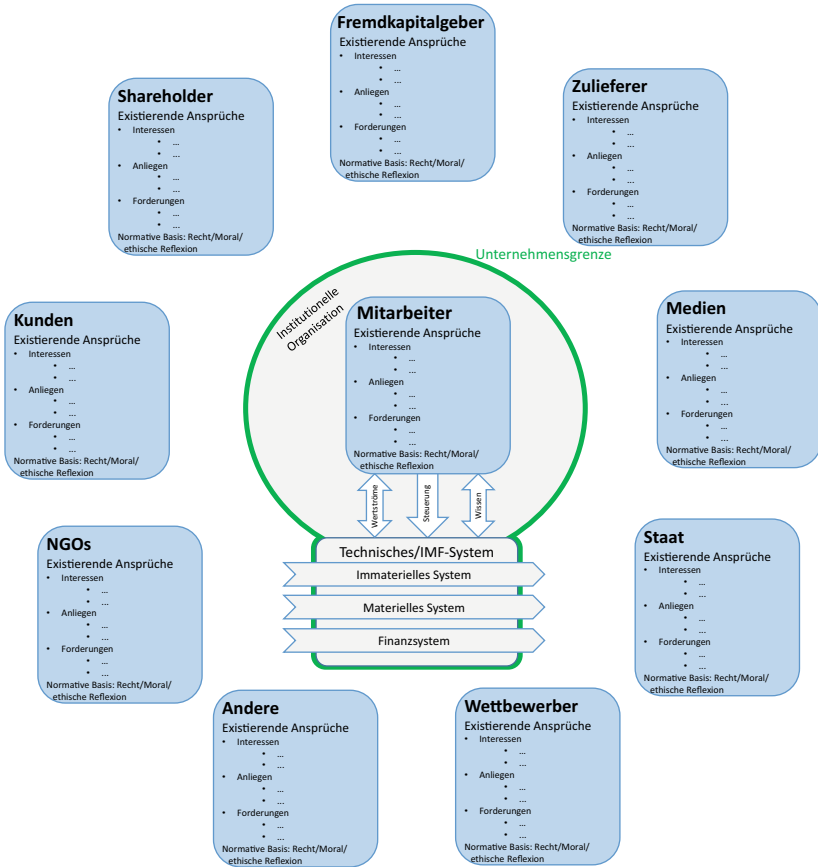 Fremdkapitalgeber
Existierende Ansprüche
• Interessen
• ...
• ...
• Anliegen
• ...
• ...
• Forderungen
• ...
• ...
Normative Basis: Recht/Moral/
ethische Reflexion
Shareholder
Existierende Ansprüche
• Interessen
• ...
• ...
• Anliegen
• ...
• ...
• Forderungen
• ...
• ...
Normative Basis: Recht/Moral/
ethische Reflexion
Zulieferer
Existierende Ansprüche
• Interessen
• ...
• ...
• Anliegen
• ...
• ...
• Forderungen
• ...
• ...
Normative Basis: Recht/Moral/
ethische Reflexion
Unternehmensgrenze
Institutionelle
Organisation
Kunden
Existierende Ansprüche
• Interessen
• ...
• ...
• Anliegen
• ...
• ...
• Forderungen
• ...
• ...
Normative Basis: Recht/Moral/
ethische Reflexion
Mitarbeiter
Existierende Ansprüche
• Interessen
• ...
• ...
• Anliegen
• ...
• ...
• Forderungen
• ...
• ...
Normative Basis: Recht/Moral/
ethische Reflexion
Medien
Existierende Ansprüche
• Interessen
• ...
• ...
• Anliegen
• ...
• ...
• Forderungen
• ...
• ...
Normative Basis: Recht/Moral/
ethische Reflexion
Wertströme
Steuerung
Wissen
Technisches/IMF-System
Immaterielles System
Materielles System
Finanzsystem
NGOs
Existierende Ansprüche
• Interessen
• ...
• ...
• Anliegen
• ...
• ...
• Forderungen
• ...
• ...
Normative Basis: Recht/Moral/
ethische Reflexion
Staat
Existierende Ansprüche
• Interessen
• ...
• ...
• Anliegen
• ...
• ...
• Forderungen
• ...
• ...
Normative Basis: Recht/Moral/
ethische Reflexion
Andere
Existierende Ansprüche
• Interessen
• ...
• ...
• Anliegen
• ...
• ...
• Forderungen
• ...
• ...
Normative Basis: Recht/Moral/
ethische Reflexion
Wettbewerber
Existierende Ansprüche
• Interessen
• ...
• ...
• Anliegen
• ...
• ...
• Forderungen
• ...
• ...
Normative Basis: Recht/Moral/
ethische Reflexion